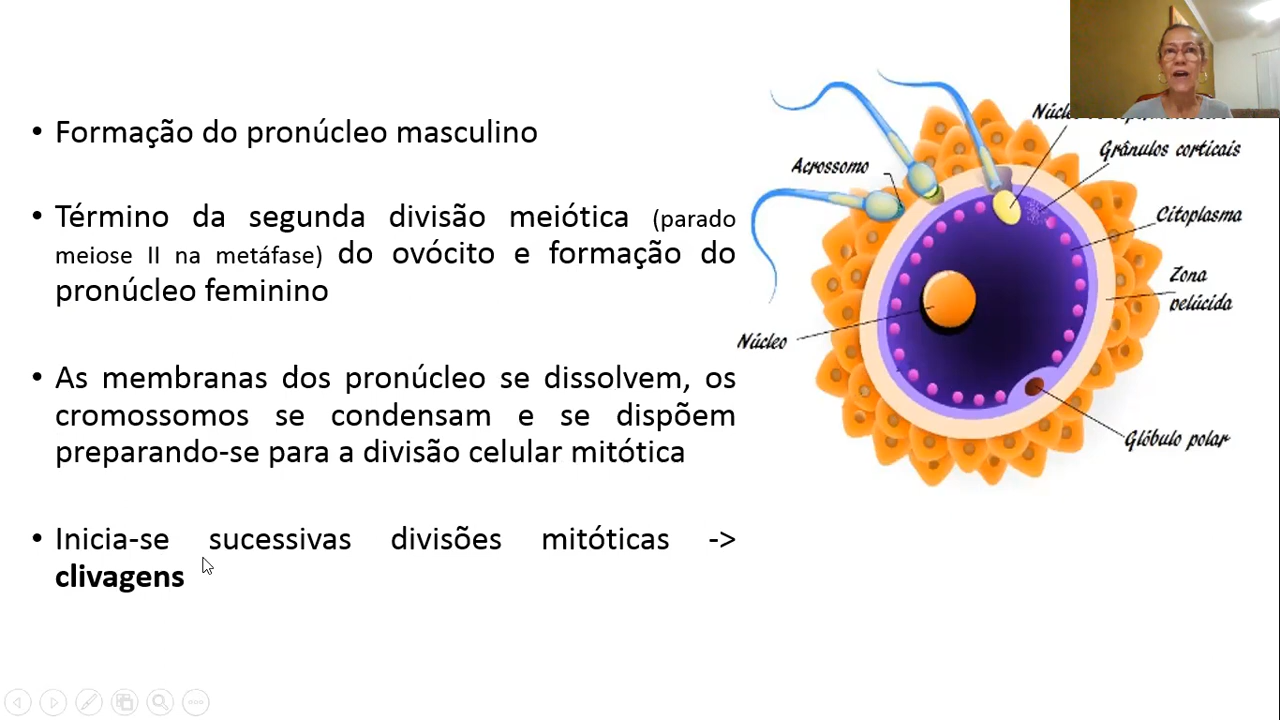 • Formação do pronúcleo masculino
• Término da segunda divisão meiótica (parado
meiose II na metáfase) do ovócito e formação do
pronúcleo feminino
• As membranas dos pronúcleo se dissolvem, os
cromossomos se condensam e se dispõem
preparando-se para a divisão celular mitótica
• Inicia-se sucessivas divisões mitóticas ->
clivagens
Grânulos corticais
Acrossomo
Citoplasma
Zona
pelúcida
Núcleo
Glóbulo polar